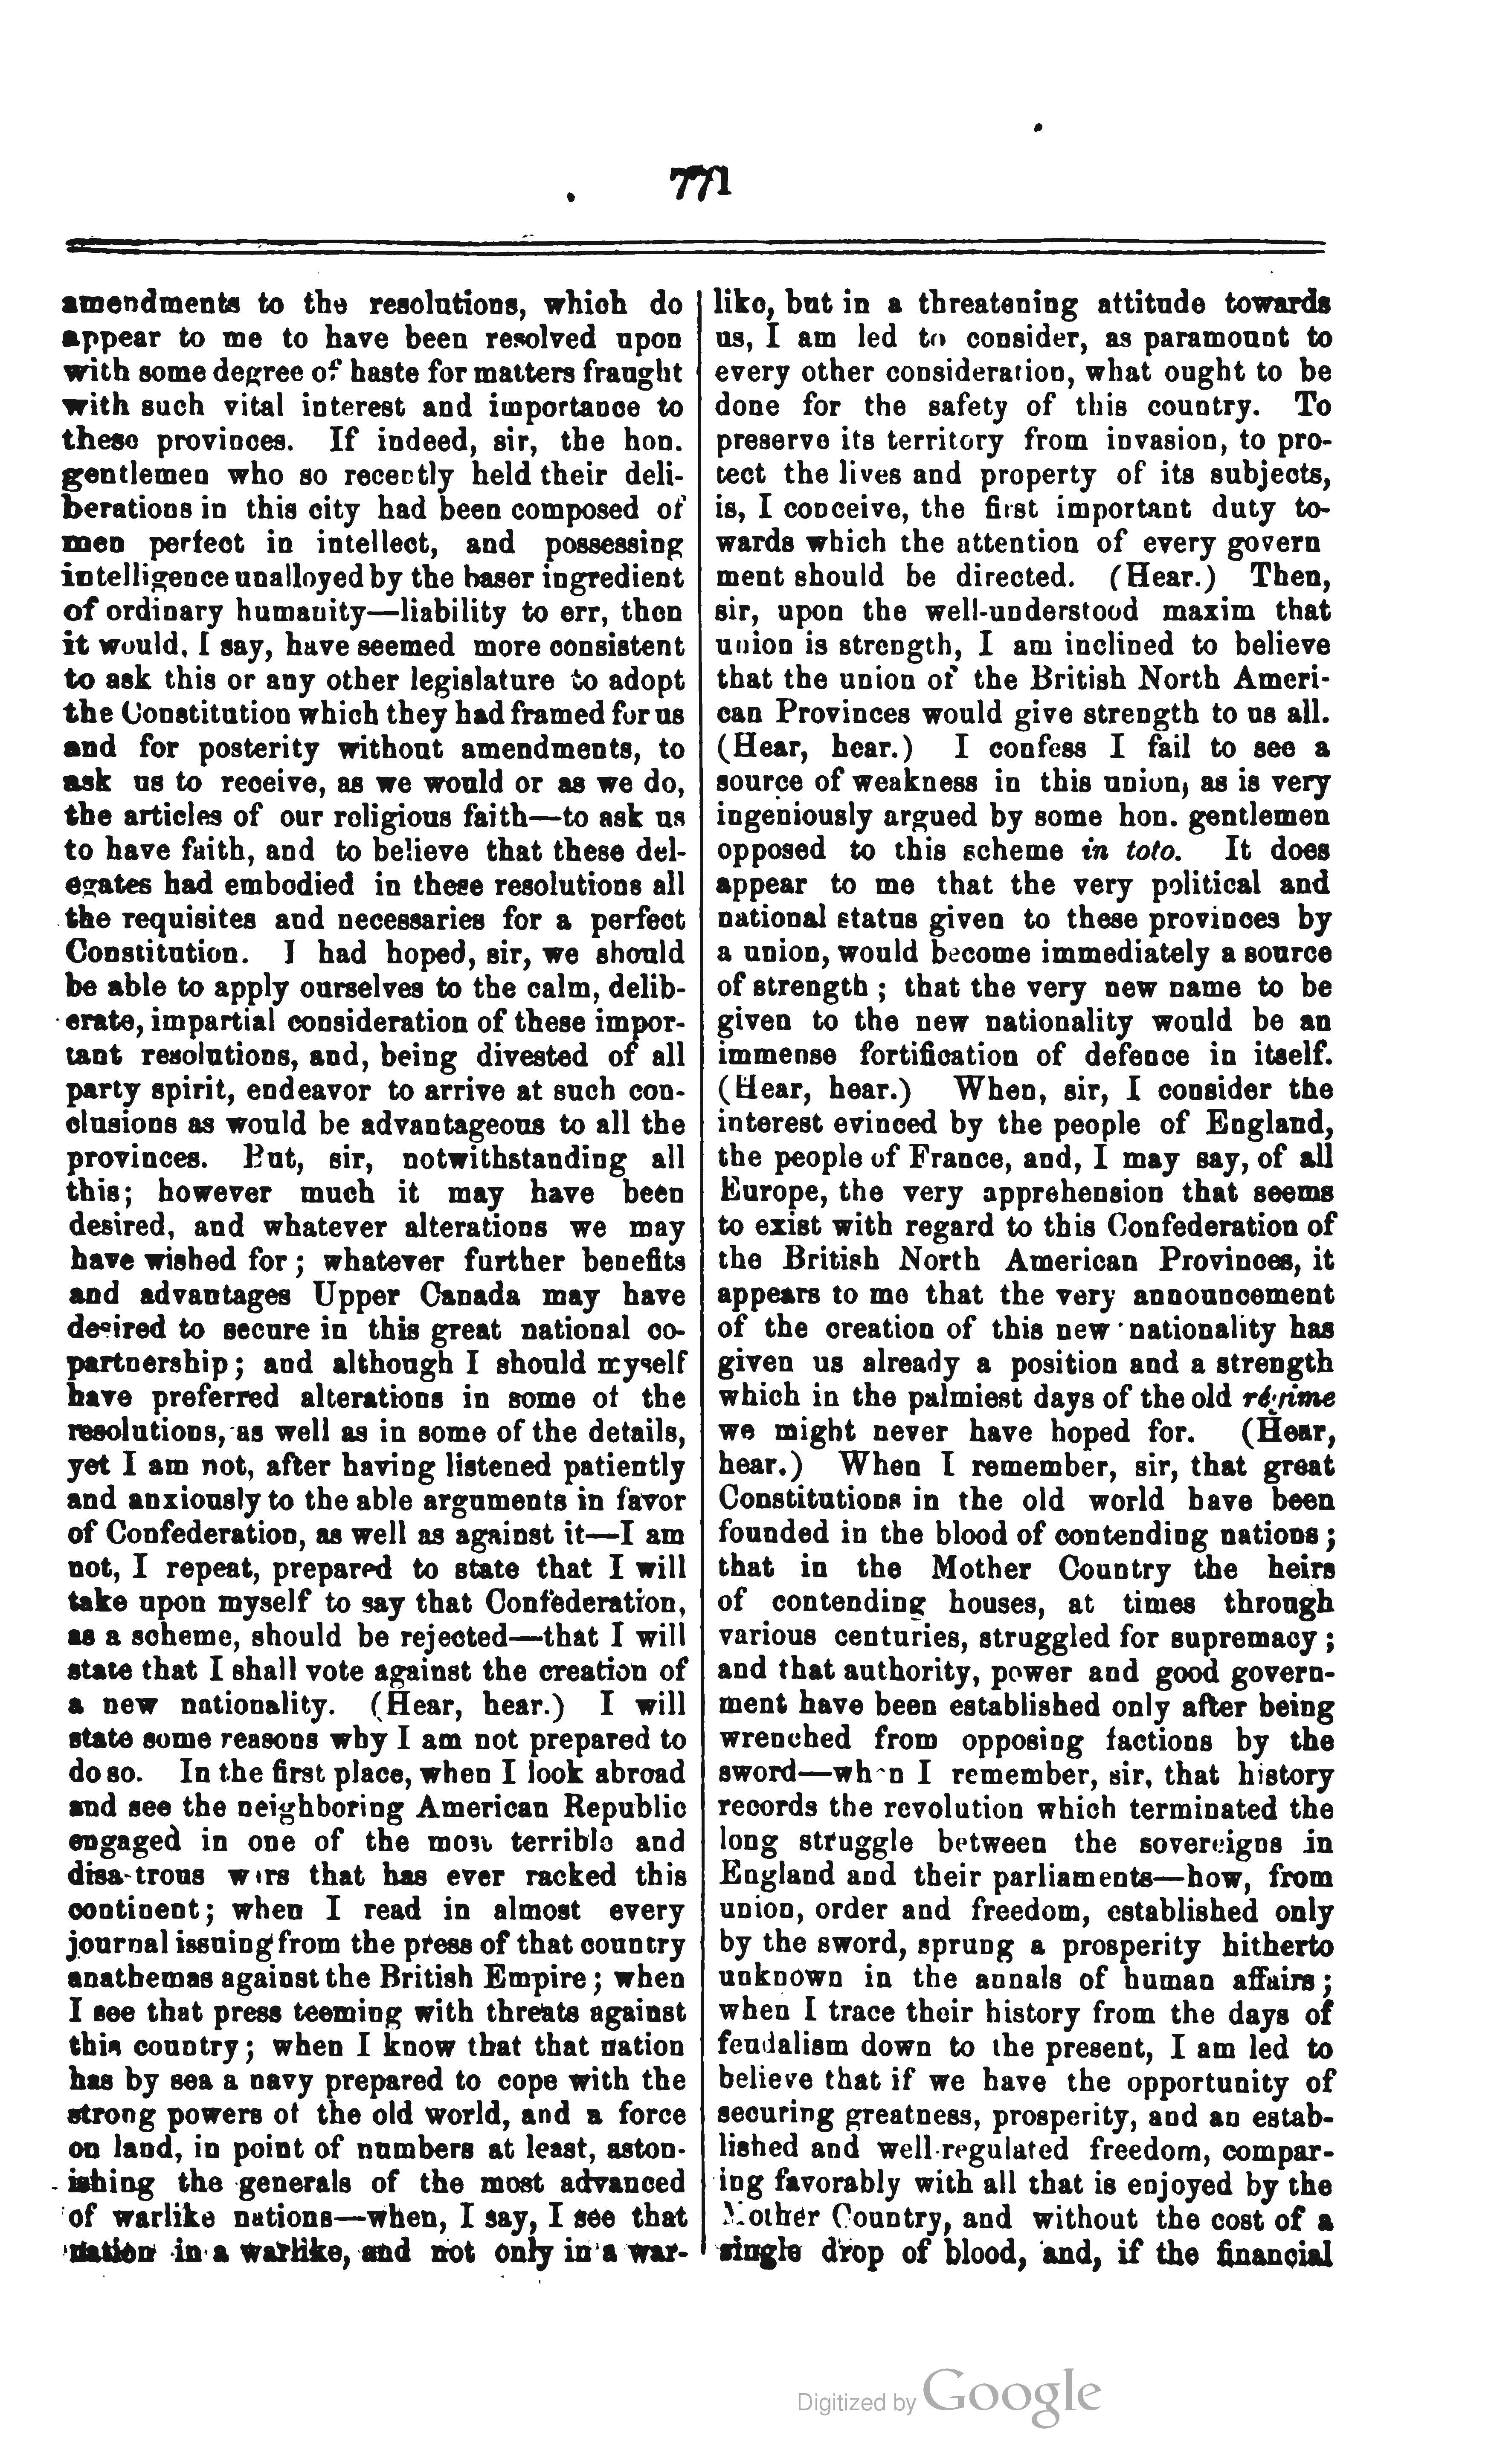 771
amendments to the resolutions, which do
appear to me to have been resolved upon
with some degree of haste for matters fraught
with such vital interest and importance to
these provinces. If indeed, sir, the hon.
gentlemen who so recently held their deli-
berations in this city had been composed of
men perfect in intellect, and possessing
intelligence unalloyed by the baser ingredient
of ordinary humanity—liability to err, then
it would, I say, have seemed more consistent
to ask this or any other legislature to adopt
the Constitution which they had framed for us
and for posterity without amendments, to
ask us to receive, as we would or as we do,
the articles of our religious faith—to ask us
to have faith, and to believe that these del-
egates had embodied in these resolutions all
the requisites and necessaries for a perfect
Constitution. I had hoped, sir, we should
be able to apply ourselves to the calm, delib-
erate, impartial consideration of these impor-
tant resolutions, and, being divested of all
party spirit, endeavor to arrive at such con-
clusions as would be advantageous to all the
provinces. But, sir, notwithstanding all
this; however much it may have been
desired, and whatever alterations we may
have wished for; whatever further benefits
and advantages Upper Canada may have
desired to secure in this great national co-
partnership; and although I should myself
have preferred alterations in some of the
resolutions, as well as in some of the details,
yet I am not, after having listened patiently
and anxiously to the able arguments in favor
of Confederation, as well as against it—I am
not, I repeat, prepared to state that I will
take upon myself to say that Confederation,
as a scheme, should be rejected—that I will
state that I shall vote against the creation of
a new nationality. (Hear, hear.) I will
state some reasons why I am not prepared to
do so. In the first place, when I look abroad
and see the neighboring American Republic
engaged in one of the most terrible and
disastrous wars that has ever racked this
continent; when I read in almost every
journal issuing from the press of that country
anathemas against the British Empire; when
I see that press teeming with threats against
this country; when I know that that nation
has by sea a navy prepared to cope with the
strong powers of the old world, and a force
on land, in point of numbers at least, aston-
ishing the generals of the most advanced
of warlike nations—when, I say, I see that
nation in a warlike, and not only in a war-
like, but in a threatening attitude towards
us, I am led to consider, as paramount to
every other consideration, what ought to be
done for the safety of this country. To
preserve its territory from invasion, to pro-
tect the lives and property of its subjects,
is, I conceive, the first important duty to-
wards which the attention of every govern
ment should be directed. (Hear.) Then,
sir, upon the well-understood maxim that
union is strength, I am inclined to believe
that the union of the British North Ameri-
can Provinces would give strength to us all.
(Hear, hear.) I confess I fail to see a
source of weakness in this union, as is very
ingeniously argued by some hon. gentlemen
opposed to this scheme in toto. It does
appear to me that the very political and
national status given to these provinces by
a union, would become immediately a source
of strength; that the very new name to be
given to the new nationality would be an
immense fortification of defence in itself.
(Hear, hear.) When, sir, I consider the
interest evinced by the people of England,
the people of France, and, I may say, of all
Europe, the very apprehension that seems
to exist with regard to this Confederation of
the British North American Provinces, it
appears to me that the very announcement
of the creation of this new nationality has
given us already a position and a strength
which in the palmiest days of the old régime
we might never have hoped for. (Hear,
hear.) When I remember, sir, that great
Constitutions in the old world have been
founded in the blood of contending nations;
that in the Mother Country the heirs
of contending houses, at times through
various centuries, struggled for supremacy;
and that authority, power and good govern-
ment have been established only after being
wrenched from opposing factions by the
sword—when I remember, sir, that history
records the revolution which terminated the
long struggle between the sovereigns in
England and their parliaments—how, from
union, order and freedom, established only
by the sword, sprung a prosperity hitherto
unknown in the annals of human affairs;
when I trace their history from the days of
feudalism down to the present, I am led to
believe that if we have the opportunity of
securing greatness, prosperity, and an estab-
lished and well-regulated freedom, compar-
ing favorably with all that is enjoyed by the
Mother Country, and without the cost of a
single drop of blood, and, if the financial
Digitized by Google